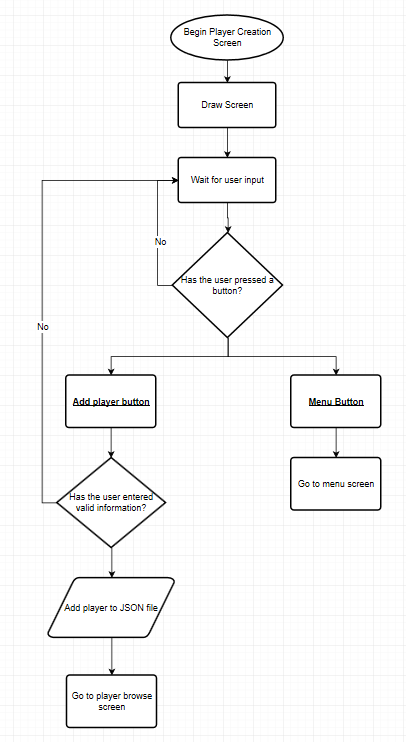 Begin Player Creation
Screen
Draw Screen
Wait for user input
No
Has the user pressed a
button?
No
Add player button
Menu Button
Go to menu screen
Has the user entered
valid information?
Add player to JSON file
Go to player browse
screen